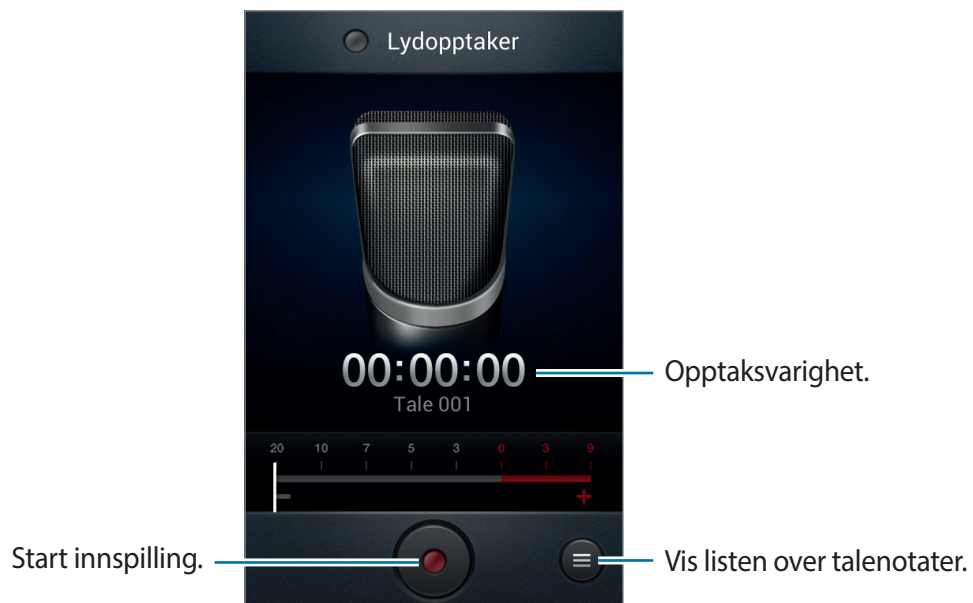 Lydopptaker
00:00:00
Opptaksvarighet.
Tale 001
20 10 7 5 3 0 3 9
− +
Start innspilling.
Vis listen over talenotater.